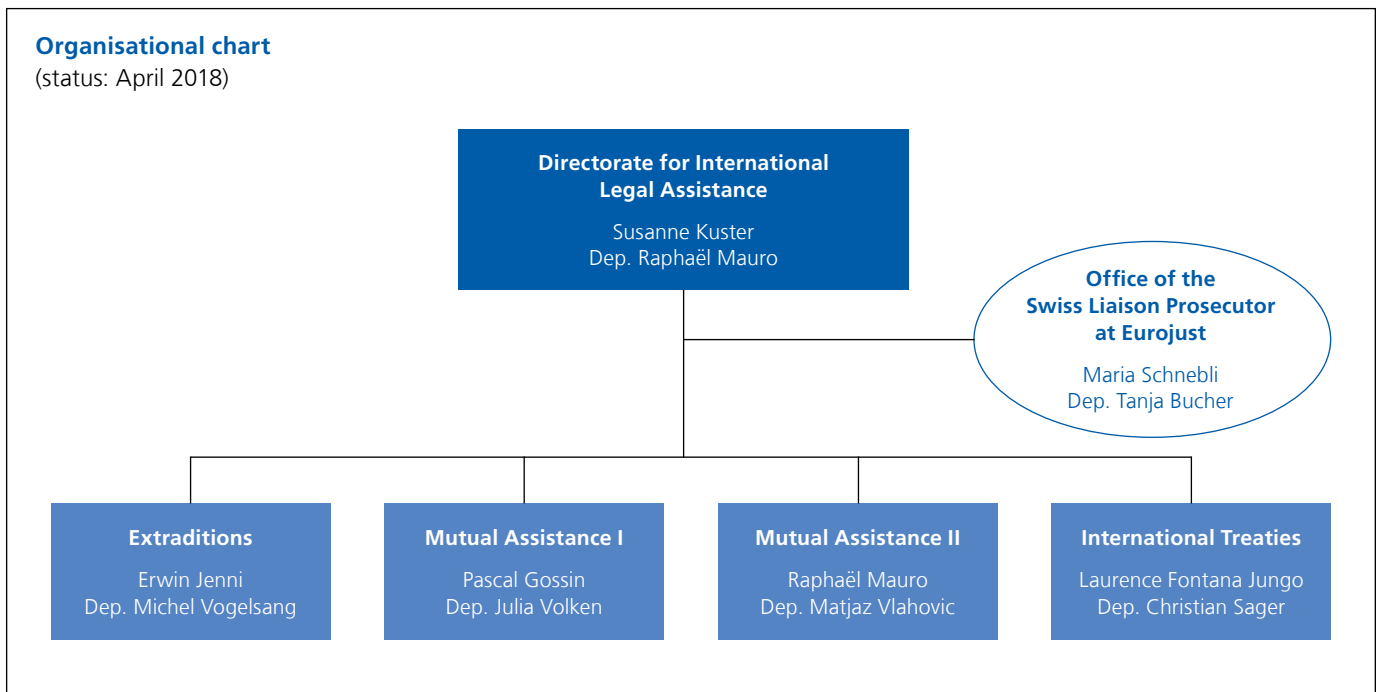 Organisational chart
(status: April 2018)
Directorate for International
Legal Assistance
Susanne Kuster
Dep. Raphaël Mauro
Office of the
Swiss Liaison Prosecutor
at Eurojust
Maria Schnebli
Dep. Tanja Bucher
Extraditions
Erwin Jenni
Dep. Michel Vogelsang
Mutual Assistance I
Pascal Gossin
Dep. Julia Volken
Mutual Assistance II
Raphaël Mauro
Dep. Matjaz Vlahovic
International Treaties
Laurence Fontana Jungo
Dep. Christian Sager